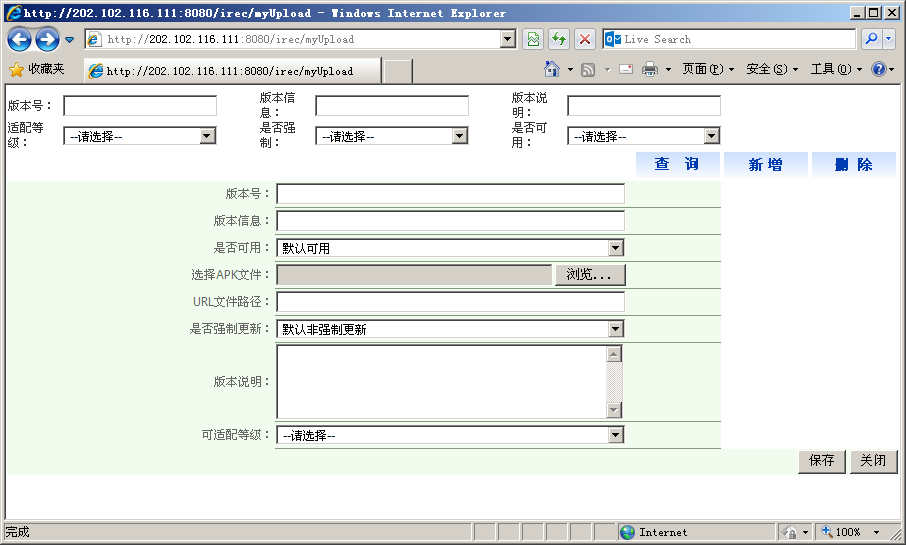 http://202.102.116.111:8080/irec/myUpload - Windows Internet Explorer
http://202.102.116.111:8080/irec/myUpload
Live Search
收藏夹
http://202.102.116.111:8080/irec/myUpload
页面(P)
安全(S)
工具(O)
版本号：
版本信息：
版本说明：
适配等级：
--请选择--
是否强制：
--请选择--
是否可用：
--请选择--
查 询
新 增
删 除
版本号：
版本信息：
是否可用：
默认可用
选择APK文件：
浏览...
URL文件路径：
是否强制更新：
默认非强制更新
版本说明：
可适配等级：
--请选择--
保存
关闭
完成
Internet
100%